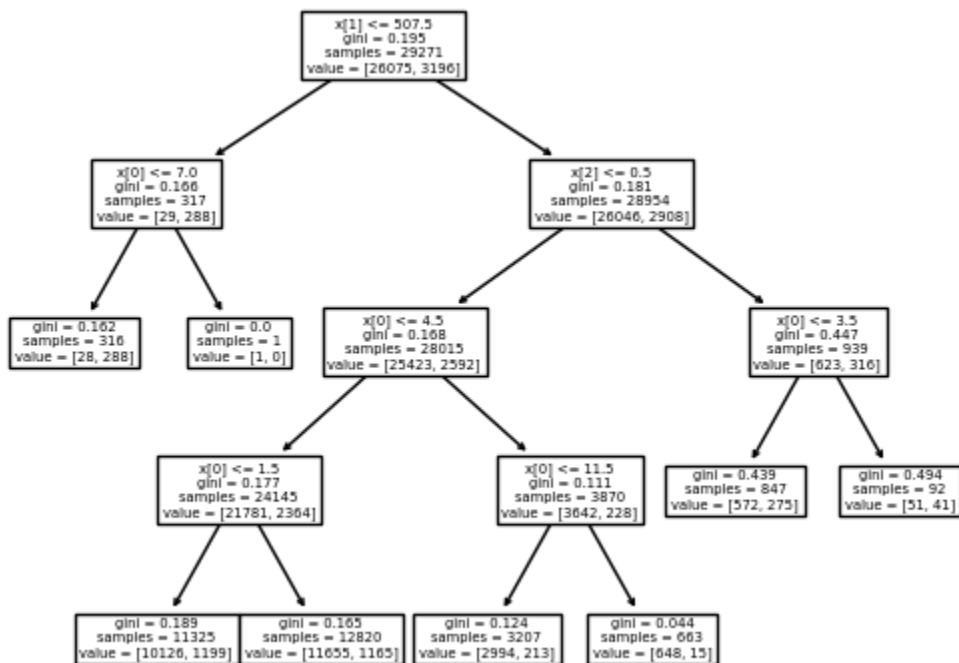 x[1] <= 507.5
gini = 0.195
samples = 29271
value = [26075, 3196]
x[0] <= 7.0
gini = 0.166
samples = 317
value = [29, 288]
x[2] <= 0.5
gini = 0.181
samples = 28954
value = [26046, 2908]
gini = 0.162
samples = 316
value = [28, 288]
gini = 0.0
samples = 1
value = [1, 0]
x[0] <= 4.5
gini = 0.168
samples = 28015
value = [25423, 2592]
x[0] <= 3.5
gini = 0.447
samples = 939
value = [623, 316]
x[0] <= 1.5
gini = 0.177
samples = 24145
value = [21781, 2364]
x[0] <= 11.5
gini = 0.111
samples = 3870
value = [3642, 228]
gini = 0.439
samples = 847
value = [572, 275]
gini = 0.494
samples = 92
value = [51, 41]
gini = 0.189
samples = 11325
value = [10126, 1199]
gini = 0.165
samples = 12820
value = [11655, 1165]
gini = 0.124
samples = 3207
value = [2994, 213]
gini = 0.044
samples = 663
value = [648, 15]